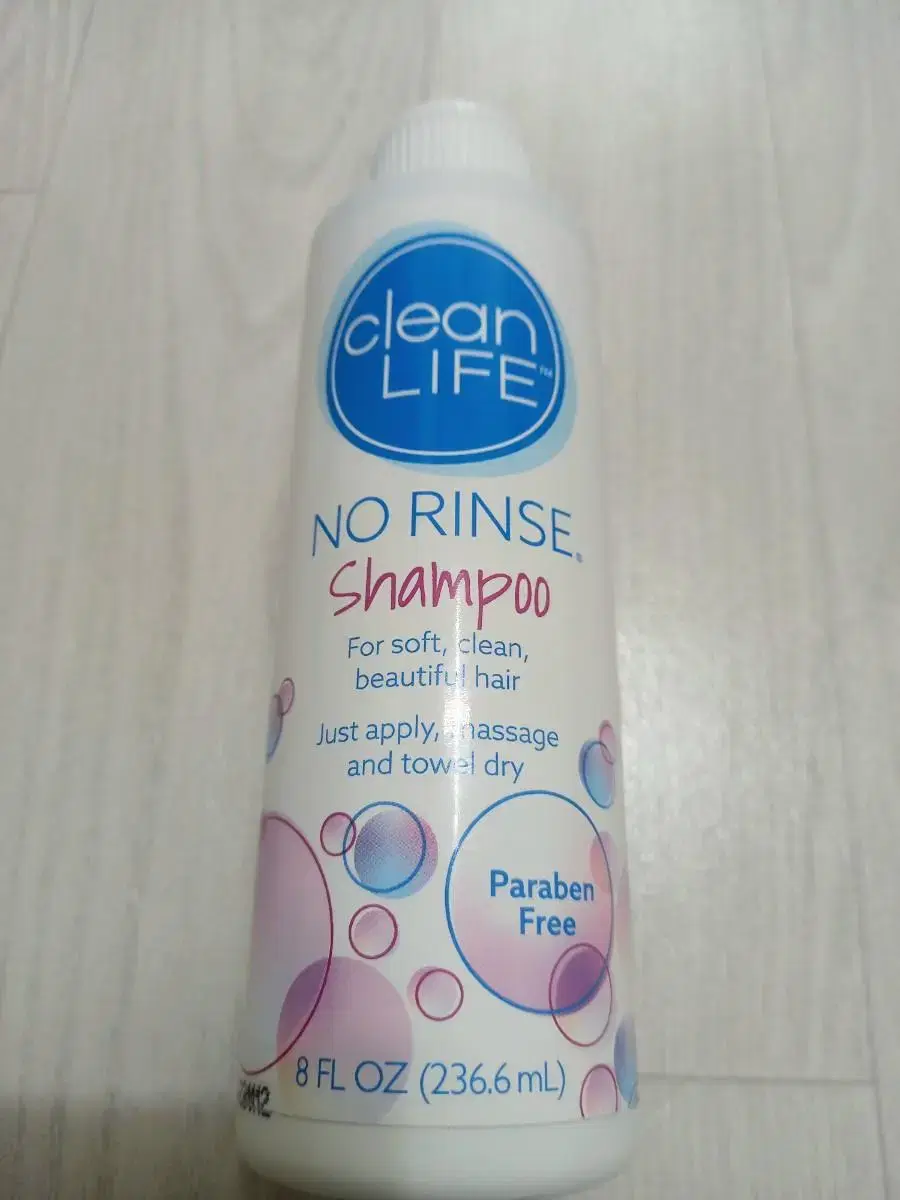 clean
LIFE™
NO RINSE®
Shampoo
For soft, clean,
beautiful hair
Just apply, massage
and towel dry
Paraben
Free
8 FL OZ (236.6 mL)